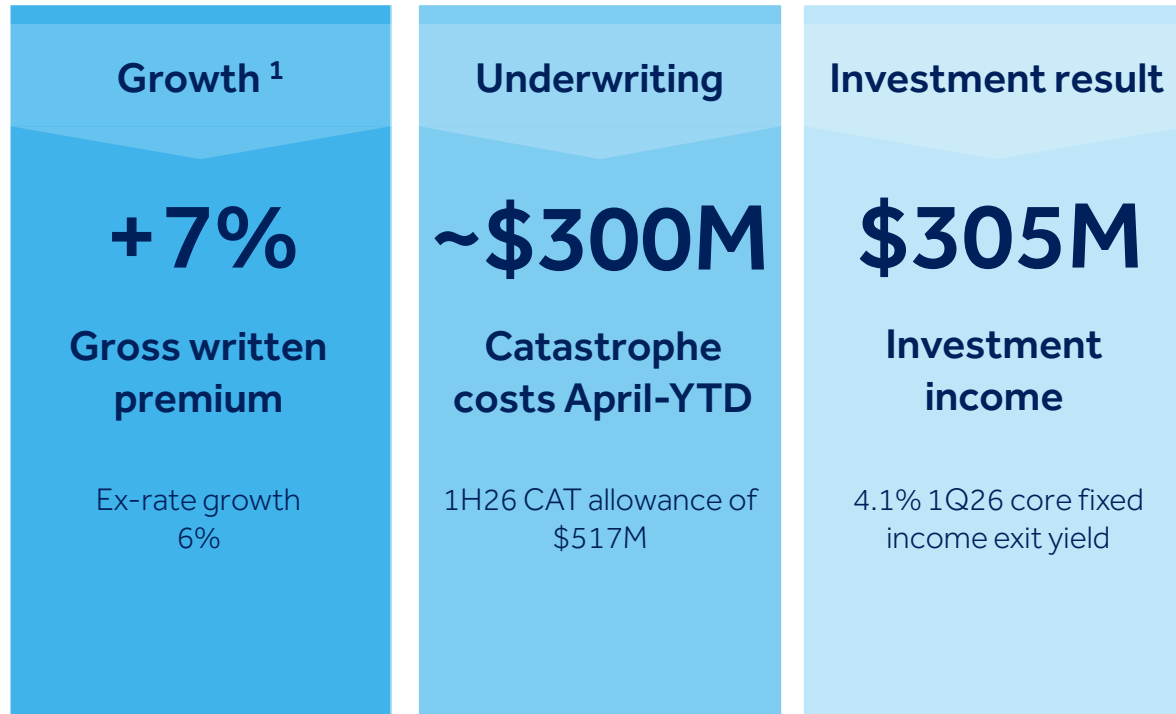 Growth ¹
+7%
Gross written
premium
Ex-rate growth
6%
Underwriting
~$300M
Catastrophe
costs April-YTD
1H26 CAT allowance of
$517M
Investment result
$305M
Investment
income
4.1% 1Q26 core fixed
income exit yield